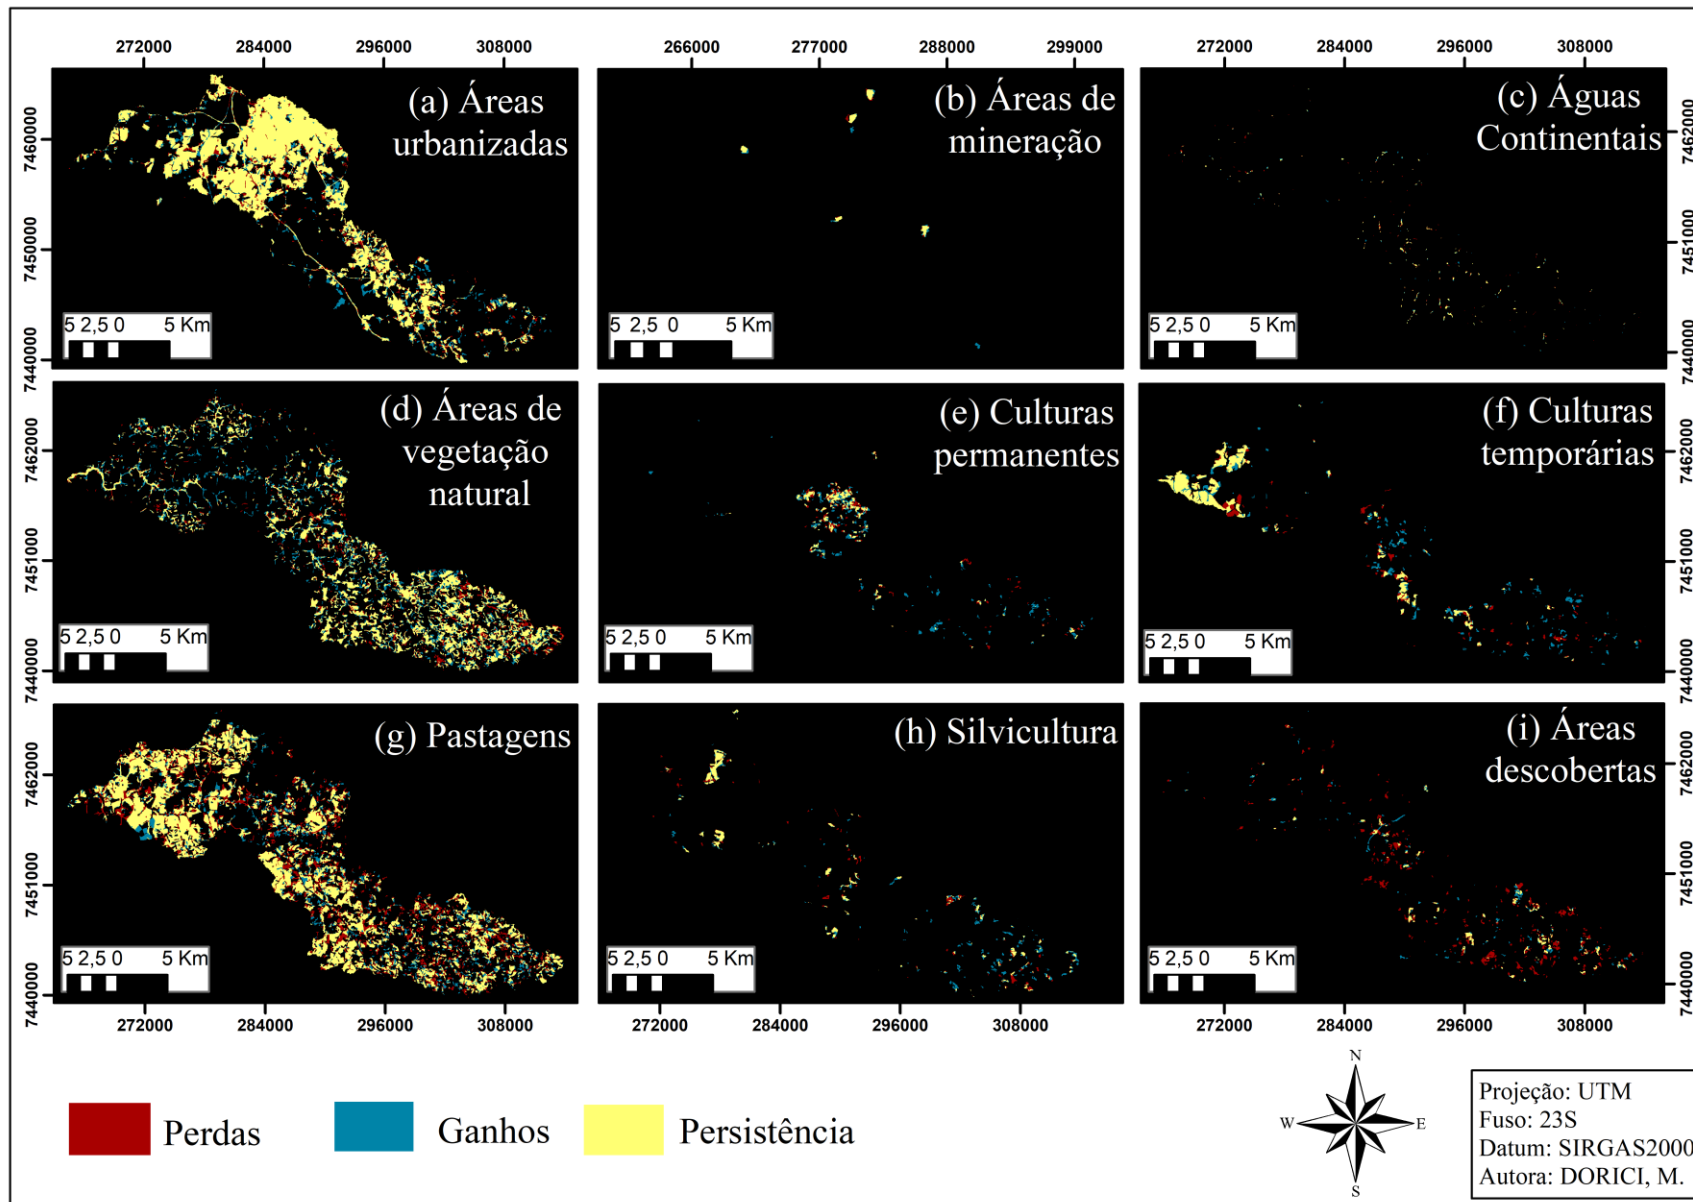 272000 284000 296000 308000
266000 277000 288000 299000
272000 284000 296000 308000
7460000
7450000
7440000
(a) Áreas
urbanizadas
5 2,5 0 5 Km
(b) Áreas de
mineração
5 2,5 0 5 Km
(c) Águas
Continentais
5 2,5 0 5 Km
7462000
7451000
7440000
7462000
7451000
7440000
(d) Áreas de
vegetação
natural
5 2,5 0 5 Km
(e) Culturas
permanentes
5 2,5 0 5 Km
(f) Culturas
temporárias
5 2,5 0 5 Km
7462000
7451000
7440000
7462000
7451000
7440000
(g) Pastagens
5 2,5 0 5 Km
(h) Silvicultura
5 2,5 0 5 Km
(i) Áreas
descobertas
5 2,5 0 5 Km
7462000
7451000
7440000
272000 284000 296000 308000
272000 284000 296000 308000
272000 284000 296000 308000
Perdas
Ganhos
Persistência
N
W
E
S
Projeção: UTM
Fuso: 23S
Datum: SIRGAS2000
Autora: DORICI, M.